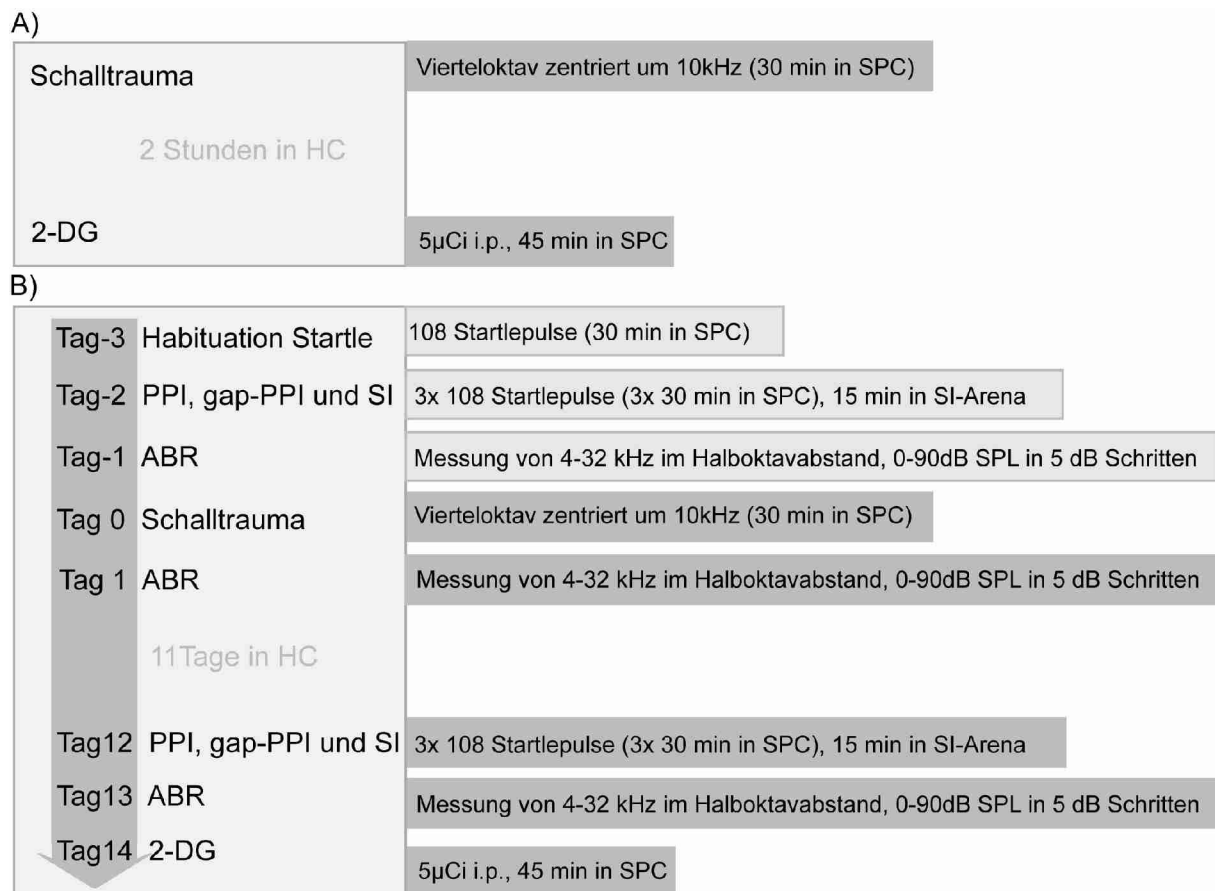 A)
Schalltrauma Vierteloktav zentriert um 10kHz (30 min in SPC)
2 Stunden in HC
2-DG 5µCi i.p., 45 min in SPC
B)
Tag-3 Habituation Startle 108 Startlepulse (30 min in SPC)
Tag-2 PPI, gap-PPI und SI 3x 108 Startlepulse (3x 30 min in SPC), 15 min in SI-Arena
Tag-1 ABR Messung von 4-32 kHz im Halboktavabstand, 0-90dB SPL in 5 dB Schritten
Tag 0 Schalltrauma Vierteloktav zentriert um 10kHz (30 min in SPC)
Tag 1 ABR Messung von 4-32 kHz im Halboktavabstand, 0-90dB SPL in 5 dB Schritten
11Tage in HC
Tag12 PPI, gap-PPI und SI 3x 108 Startlepulse (3x 30 min in SPC), 15 min in SI-Arena
Tag13 ABR Messung von 4-32 kHz im Halboktavabstand, 0-90dB SPL in 5 dB Schritten
Tag14 2-DG 5µCi i.p., 45 min in SPC